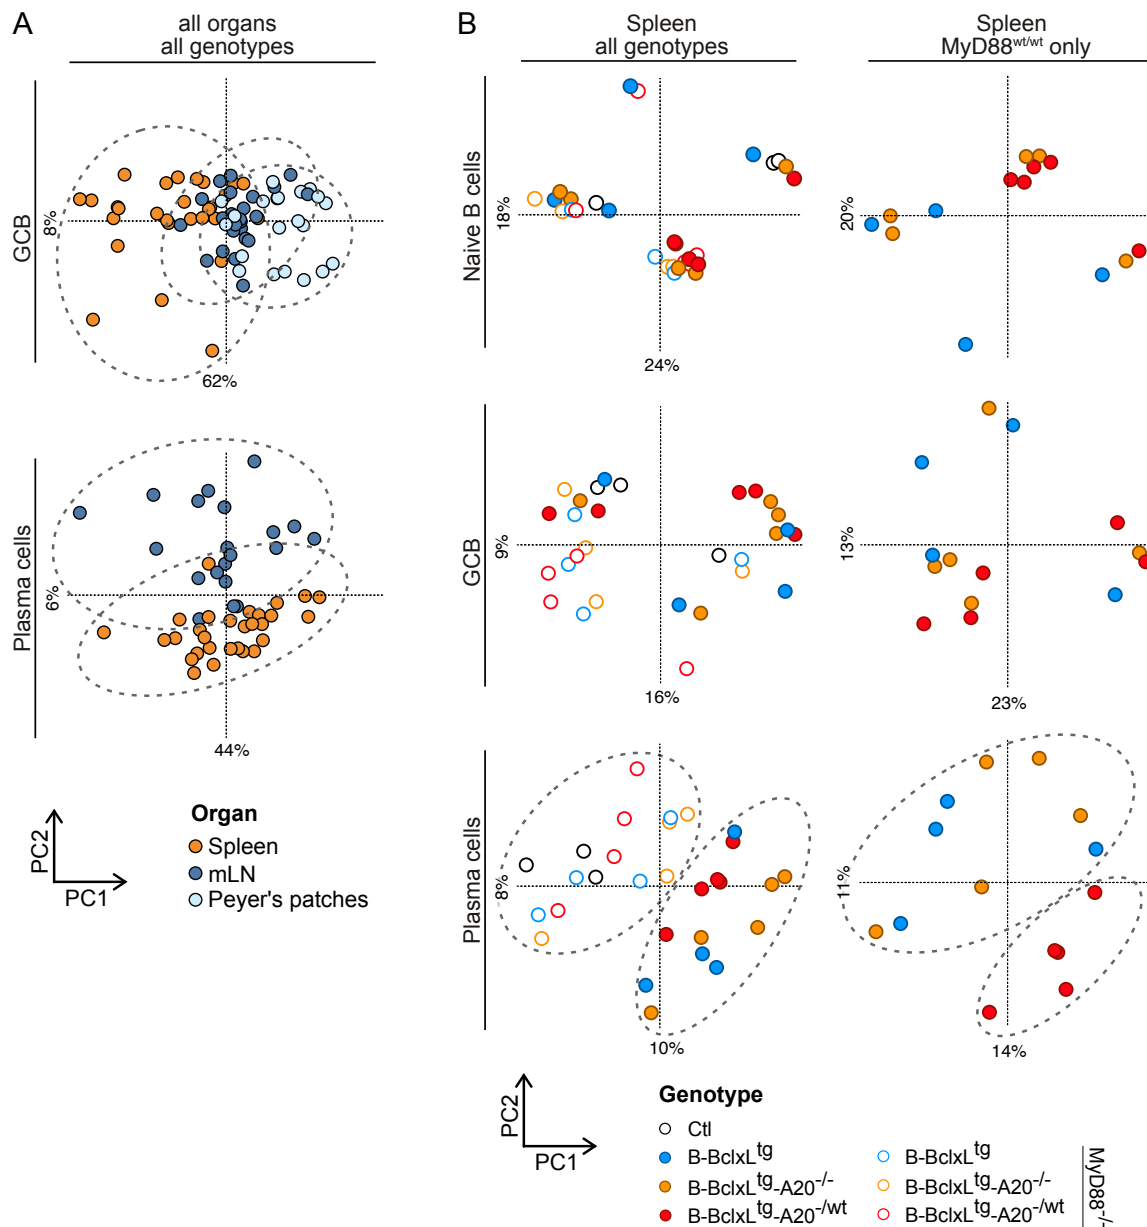 A
all organs
all genotypes
GCB
8%
62%
Plasma cells
6%
44%
PC2
PC1
Organ
Spleen
mLN
Peyer's patches
B
Spleen
all genotypes
Spleen
MyD88wt/wt only
Naive B cells
18%
24%
20%
GCB
9%
16%
13%
23%
Plasma cells
8%
10%
11%
14%
PC2
PC1
Genotype
Ctl
B-BclxLtg
B-BclxLtg-A20-/-
B-BclxLtg-A20-/wt
B-BclxLtg
B-BclxLtg-A20-/-
B-BclxLtg-A20-/wt
MyD88-/-